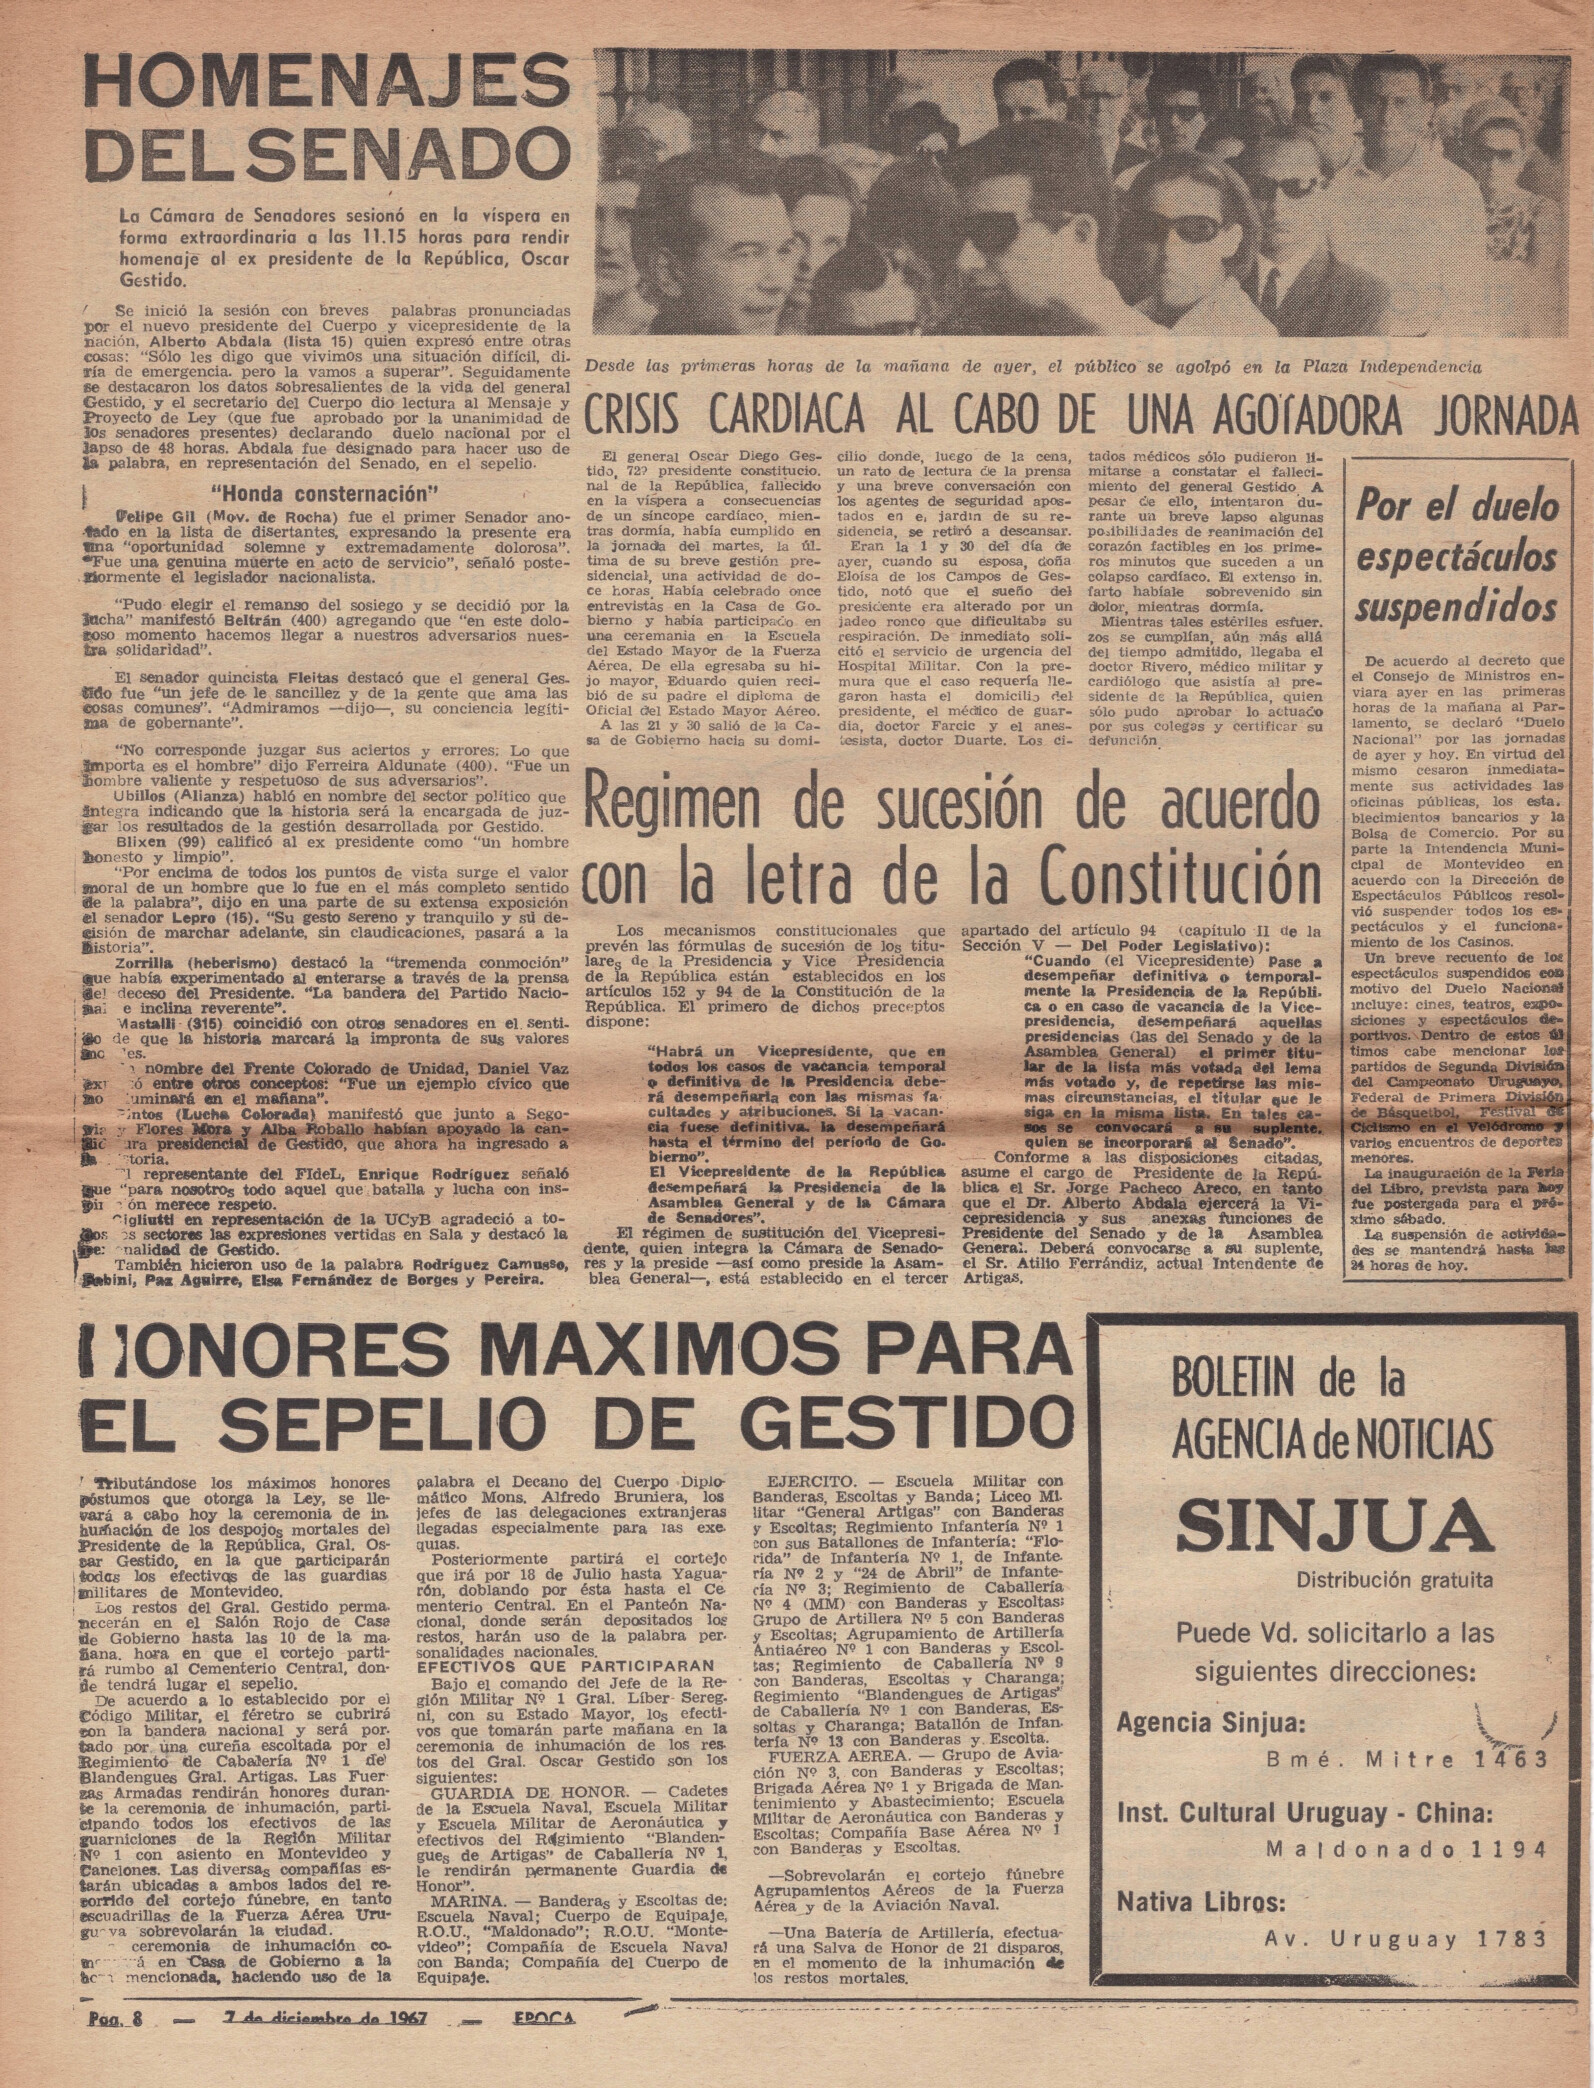 HOMENAJES
DEL SENADO
La Cámara de Senadores sesionó en la víspera en
forma extraordinaria a las 11.15 horas para rendir
homenaje al ex presidente de la República, Oscar
Gestido.
Se inició la sesión con breves palabras pronunciadas
por el nuevo presidente del Cuerpo y vicepresidente de la
nación, Alberto Abdala (lista 15) quien expresó entre otras
cosas: "Sólo les digo que vivimos una situación difícil, di-
ría de emergencia. pero la vamos a superar". Seguidamente
se destacaron los datos sobresalientes de la vida del general
Gestido, y el secretario del Cuerpo dio lectura al Mensaje y
Proyecto de Ley (que fue aprobado por la unanimidad de
los senadores presentes) declarando duelo nacional por el
lapso de 48 horas. Abdala fue designado para hacer uso de
la palabra, en representación del Senado, en el sepelio.
"Honda consternación"
Felipe Gil (Mov. de Rocha) fue el primer Senador ano-
tado en la lista de disertantes, expresando la presente era
una "oportunidad solemne y extremadamente dolorosa".
"Fue una genuina muerte en acto de servicio", señaló poste-
riormente el legislador nacionalista.
"Pudo elegir el remanso del sosiego y se decidió por la
lucha" manifestó Beltrán (400) agregando que "en este dolo-
roso momento hacemos llegar a nuestros adversarios nues-
tra solidaridad".
El senador quincista Fleitas destacó que el general Ges-
tido fue "un jefe de le sancillez y de la gente que ama las
cosas comunes". "Admiramos —dijo—, su conciencia legíti-
ma de gobernante".
"No corresponde juzgar sus aciertos y errores. Lo que
importa es el hombre" dijo Ferreira Aldunate (400). "Fue un
hombre valiente y respetuoso de sus adversarios".
Ubillos (Alianza) habló en nombre del sector político que
integra indicando que la historia será la encargada de juz-
gar los resultados de la gestión desarrollada por Gestido.
Blixen (99) calificó al ex presidente como "un hombre
honesto y limpio".
"Por encima de todos los puntos de vista surge el valor
moral de un hombre que lo fue en el más completo sentido
de la palabra", dijo en una parte de su extensa exposición
el senador Lepro (15). "Su gesto sereno y tranquilo y su de-
cisión de marchar adelante, sin claudicaciones, pasará a la
historia".
Zorrilla (heberismo) destacó la "tremenda conmoción"
que había experimentado al enterarse a través de la prensa
del deceso del Presidente. "La bandera del Partido Nacio-
nal e inclina reverente".
Mastalli (315) coincidió con otros senadores en el senti-
do de que la historia marcará la impronta de sus valores
nombre del Frente Colorado de Unidad, Daniel Vaz
entre otros conceptos: "Fue un ejemplo cívico que
luminará en el mañana".
(Lucha Colorada) manifestó que junto a Sego-
via y Flores Mora y Alba Roballo habían apoyado la can-
presidencial de Gestido, que ahora ha ingresado a
la toria.
l representante del FIdeL, Enrique Rodríguez señaló
que "para nosotros todo aquel que batalla y lucha con ins-
ón merece respeto.
Gigliutti en representación de la UCyB agradeció a to-
dos sectores las expresiones vertidas en Sala y destacó la
nalidad de Gestido.
También hicieron uso de la palabra Rodríguez Camusso,
Rabini, Paz Aguirre, Elsa Fernández de Borges y Pereira.
Desde las primeras horas de la mañana de ayer, el público se agolpó en la Plaza Independencia
CRISIS CARDIACA AL CABO DE UNA AGOTADORA JORNADA
El general Oscar Diego Ges-
tido, 72? presidente constitucio.
nal de la República, fallecido
en la víspera a consecuencias
de un síncope cardíaco, mien-
tras dormía, había cumplido en
la jornada del martes, la úl-
tima de su breve gestión pre-
sidencial, una actividad de do-
ce horas, Había celebrado once
entrevistas en la Casa de Go-
bierno y había participado en
una ceremania en la Escuela
del Estado Mayor de la Fuerza
Aérea. De ella egresaba su hi-
jo mayor, Eduardo quien reci-
bió de su padre el diploma de
Oficial del Estado Mayor Aéreo.
A las 21 y 30 salió de la Ca-
sa de Gobierno hacia su domi-
cilio donde, luego de la cena,
un rato de lectura de la prensa
y una breve conversación con
los agentes de seguridad apos-
tados en el jardín de su re-
sidencia, se retiró a descansar.
Eran la 1 y 30 del día de
ayer, cuando su esposa, doña
Eloísa de los Campos de Ges-
tido, notó que el sueño del
presidente era alterado por un
jadeo ronco que dificultaba su
respiración. De inmediato soli-
citó el servicio de urgencia del
Hospital Militar. Con la pre-
mura que el caso requería lle-
garon hasta el domicilio del
presidente, el médico de guar-
dia, doctor Farcic y el anes-
tesista, doctor Duarte. Los ci-
tados médicos sólo pudieron li-
mitarse a constatar el falleci-
miento del general Gestido. A
pesar de ello, intentaron du-
rante un breve lapso algunas
posibilidades de reanimación del
corazón factibles en los prime-
ros minutos que suceden a un
colapso cardíaco. El extenso in.
farto habíale sobrevenido sin
dolor, mientras dormía.
Mientras tales estériles esfuer.
zos se cumplían, aún más allá
del tiempo admitido, llegaba el
doctor Rivero, médico militar y
cardiólogo que asistía al pre-
sidente de la República, quien
sólo pudo aprobar lo actuado
por sus colegas y certificar su
defunción.
Regimen de sucesión de acuerdo
con la letra de la Constitución
Los mecanismos constitucionales que
prevén las fórmulas de sucesión de los titu-
lares de la Presidencia y Vice Presidencia
de la República están establecidos en los
artículos 152 y 94 de la Constitución de la
República. El primero de dichos preceptos
dispone:
"Habrá un Vicepresidente, que en
todos los casos de vacancia temporal
o definitiva de la Presidencia debe-
rá desempeñarla con las mismas fa-
cultades y atribuciones. Si la vacan-
cia fuese definitiva, la desempeñará
hasta el término del período de Go-
bierno".
El Vicepresidente de la República
desempeñará la Presidencia de la
Asamblea General y de la Cámara
de Senadores".
El régimen de sustitución del Vicepresi-
dente, quien integra la Cámara de Senado-
res y la preside —así como preside la Asam-
blea General—, está establecido en el tercer
apartado del artículo 94 (capítulo II de la
Sección V — Del Poder Legislativo):
"Cuando (el Vicepresidente) Pase a
desempeñar definitiva o temporal-
mente la Presidencia de la Repúbli-
ca o en caso de vacancia de la Vice-
presidencia, desempeñará aquellas
presidencias (las del Senado y de la
Asamblea General) el primer titu-
lar de la lista más votada del lema
más votado y, de repetirse las mis-
mas circunstancias, el titular que le
siga en la misma lista. En tales ca-
sos se convocará a su suplente,
quien se incorporará al Senado".
Conforme a las disposiciones citadas,
asume el cargo de Presidente de la Repú-
blica el Sr. Jorge Pacheco Areco, en tanto
que el Dr. Alberto Abdala ejercerá la Vi-
cepresidencia y sus anexas funciones de
Presidente del Senado y de la Asamblea
General. Deberá convocarse a su suplente,
el Sr. Atilio Ferrándiz, actual Intendente de
Artigas.
Por el duelo
espectáculos
suspendidos
De acuerdo al decreto que
el Consejo de Ministros en-
viara ayer en las primeras
horas de la mañana al Par-
lamento, se declaró "Duelo
Nacional" por las jornadas
de ayer y hoy. En virtud del
mismo cesaron inmediata-
mente sus actividades las
oficinas públicas, los esta.
blecimientos bancarios y la
Bolsa de Comercio. Por su
parte la Intendencia Muni-
cipal de Montevideo en
acuerdo con la Dirección de
Espectáculos Públicos resol-
vió suspender todos los es-
pectáculos y el funciona-
miento de los Casinos.
Un breve recuento de los
espectáculos suspendidos con
motivo del Duelo Nacional
incluye: cines, teatros, expo-
siciones y espectáculos de-
portivos. Dentro de estos úl
timos cabe mencionar los
partidos de Segunda División
del Campeonato Uruguayo,
Federal de Primera División
de Básquetbol, Festival de
Ciclismo en el Velódromo y
varios encuentros de deportes
menores.
La inauguración de la Feria
del Libro, prevista para hoy
fue postergada para el pró-
ximo sábado.
La suspensión de activida-
des se mantendrá hasta las
24 horas de hoy.
HONORES MAXIMOS PARA
EL SEPELIO DE GESTIDO
Tributándose los máximos honores
póstumos que otorga la Ley, se lle-
vará a cabo hoy la ceremonia de in.
humación de los despojos mortales del
Presidente de la República, Gral. Os-
car Gestido, en la que participarán
todos los efectivos de las guardias
militares de Montevideo.
Los restos del Gral. Gestido perma-
necerán en el Salón Rojo de Casa
de Gobierno hasta las 10 de la ma-
ñana. hora en que el cortejo parti-
rá rumbo al Cementerio Central, don-
de tendrá lugar el sepelio.
De acuerdo a lo establecido por el
Código Militar, el féretro se cubrirá
con la bandera nacional y será por.
tado por una cureña escoltada por el
Regimiento de Cabalería Nº 1 de
Blandengues Gral. Artigas. Las Fuer
zas Armadas rendirán honores duran-
te la ceremonia de inhumación, parti-
cipando todos los efectivos de las
guarniciones de la Región Militar
Nº 1 con asiento en Montevideo y
Canelones. Las diversas compañías es-
tarán ubicadas a ambos lados del re-
corrido del cortejo fúnebre, en tanto
escuadrillas de la Fuerza Aérea Uru-
guaya sobrevolarán la ciudad.
ceremonia de inhumación co-
en Casa de Gobierno a la
hora mencionada, haciendo uso de la
palabra el Decano del Cuerpo Diplo-
mático Mons. Alfredo Bruniera, los
jefes de las delegaciones extranjeras
llegadas especialmente para las exe-
quias.
Posteriormente partirá el cortejo
que irá por 18 de Julio hasta Yagua-
rón, doblando por ésta hasta el Ce-
menterio Central. En el Panteón Na-
cional, donde serán depositados los
restos, harán uso de la palabra per-
sonalidades nacionales.
EFECTIVOS QUE PARTICIPARAN
Bajo el comando del Jefe de la Re
gión Militar Nº 1 Gral. Líber Sereg-
ni, con su Estado Mayor, los efecti-
vos que tomarán parte mañana en la
ceremonia de inhumación de los res-
tos del Gral. Oscar Gestido son los
siguientes:
GUARDIA DE HONOR. — Cadetes
de la Escuela Naval, Escuela Militar
y Escuela Militar de Aeronáutica y
efectivos del Regimiento "Blanden-
gues de Artigas" de Caballería Nº 1,
le rendirán permanente Guardia de
Honor".
MARINA. — Banderas y Escoltas de:
Escuela Naval; Cuerpo de Equipaje,
R.O.U., "Maldonado"; R.O.U. "Monte-
video"; Compañía de Escuela Naval
con Banda; Compañía del Cuerpo de
Equipaje.
EJERCITO. — Escuela Militar con
Banderas, Escoltas y Banda; Liceo Mi.
litar "General Artigas" con Banderas
y Escoltas; Regimiento Infantería Nº 1
con sus Batallones de Infantería: "Flo-
rida" de Infantería Nº 1, de Infante-
ría Nº 2 y "24 de Abril" de Infante-
ría Nº 3; Regimiento de Caballería
Nº 4 (MM) con Banderas y Escoltas;
Grupo de Artillera Nº 5 con Banderas
y Escoltas; Agrupamiento de Artillería
Antiaéreo Nº 1 con Banderas y Escol-
tas; Regimiento de Caballería Nº 9
con Banderas, Escoltas y Charanga;
Regimiento "Blandengues de Artigas"
de Caballería Nº 1 con Banderas, Es-
soltas y Charanga; Batallón de Infan-
tería Nº 13 con Banderas y Escolta.
FUERZA AEREA. — Grupo de Avia-
ción Nº 3, con Banderas y Escoltas;
Brigada Aérea Nº 1 y Brigada de Man-
tenimiento y Abastecimiento; Escuela
Militar de Aeronáutica con Banderas y
Escoltas; Compañía Base Aérea Nº 1
con Banderas y Escoltas.
—Sobrevolarán el cortejo fúnebre
Agrupamientos Aéreos de la Fuerza
Aérea y de la Aviación Naval.
—Una Batería de Artillería, efectua-
rá una Salva de Honor de 21 disparos,
en el momento de la inhumación de
los restos mortales.
BOLETIN de la
AGENCIA de NOTICIAS
SINJUA
Distribución gratuita
Puede Vd. solicitarlo a las
siguientes direcciones:
Agencia Sinjua:
Bmé. Mitre 1463
Inst. Cultural Uruguay - China:
Maldonado 1194
Nativa Libros:
Av. Uruguay 1783
Pag. 8 — 7 de diciembre de 1967 — EPOCA